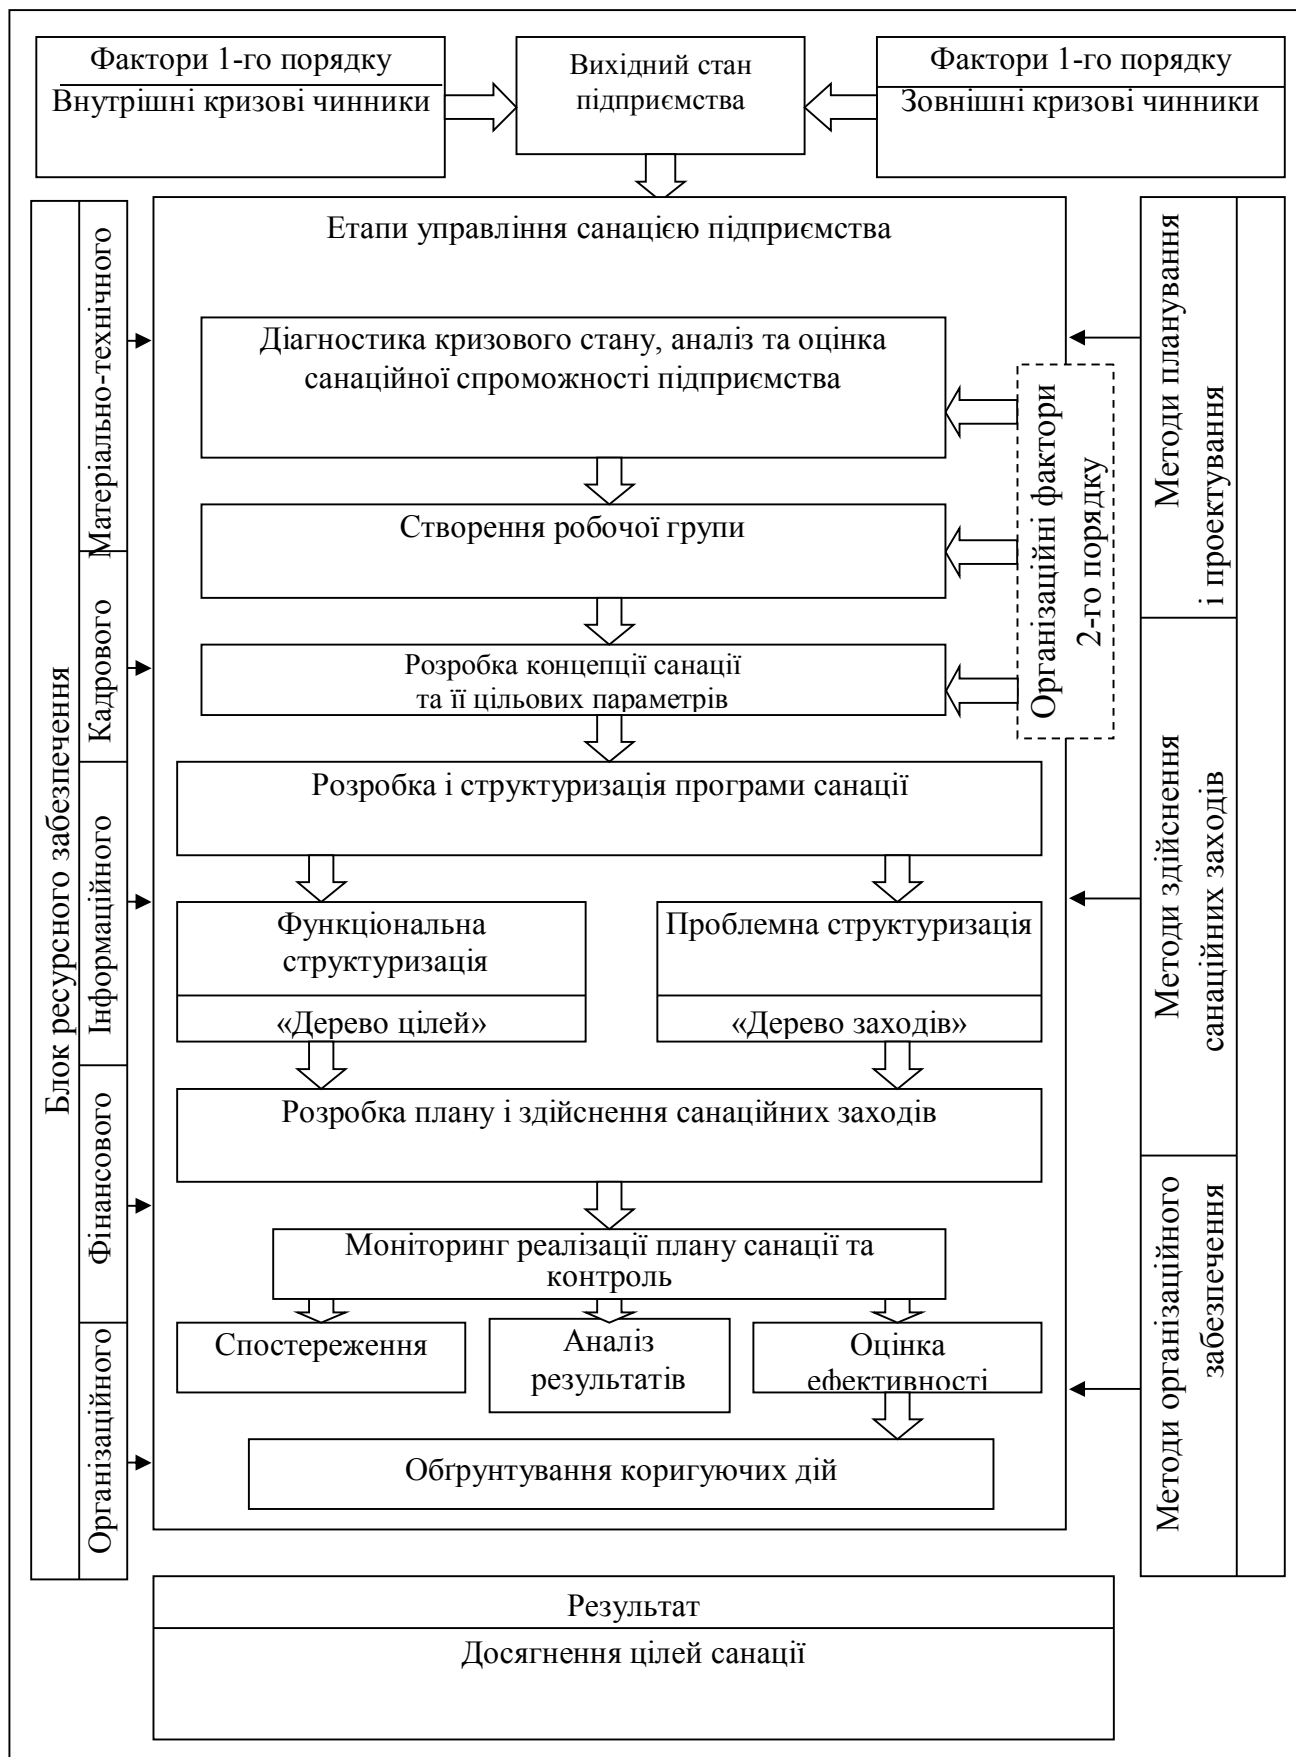 Фактори 1-го порядку
Внутрішні кризові чинники
Вихідний стан
підприємства
Фактори 1-го порядку
Зовнішні кризові чинники
Блок ресурсного забезпечення
Матеріально-технічного
Кадрового
Інформаційного
Фінансового
Організаційного
Етапи управління санацією підприємства
Діагностика кризового стану, аналіз та оцінка
санаційної спроможності підприємства
Створення робочої групи
Розробка концепції санації
та її цільових параметрів
Організаційні фактори
2-го порядку
Розробка і структуризація програми санації
Функціональна
структуризація
«Дерево цілей»
Проблемна структуризація
«Дерево заходів»
Розробка плану і здійснення санаційних заходів
Моніторинг реалізації плану санації та
контроль
Спостереження
Аналіз
результатів
Оцінка
ефективності
Обґрунтування коригуючих дій
Методи планування
і проектування
Методи здійснення
санаційних заходів
Методи організаційного
забезпечення
Результат
Досягнення цілей санації